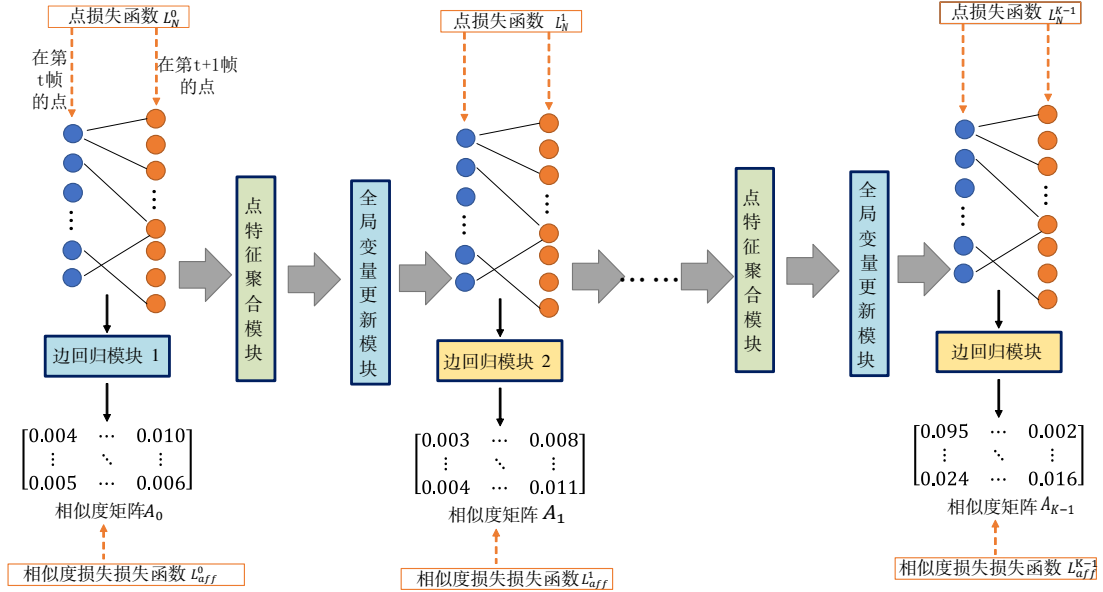 点损失函数 L_N^0
点损失函数 L_N^1
点损失函数 L_N^{K-1}
在第
t帧
的点
在第t+1帧
的点
点特征聚合模块
全局变量更新模块
……
点特征聚合模块
全局变量更新模块
边回归模块 1
边回归模块 2
边回归模块
0.004 ⋯ 0.010
⋮ ⋱ ⋮
0.005 ⋯ 0.006
相似度矩阵A_0
相似度损失损失函数 L_{aff}^0
0.003 ⋯ 0.008
⋮ ⋱ ⋮
0.004 ⋯ 0.011
相似度矩阵 A_1
相似度损失损失函数 L_{aff}^1
0.095 ⋯ 0.002
⋮ ⋱ ⋮
0.024 ⋯ 0.016
相似度矩阵 A_{K-1}
相似度损失损失函数 L_{aff}^{K-1}